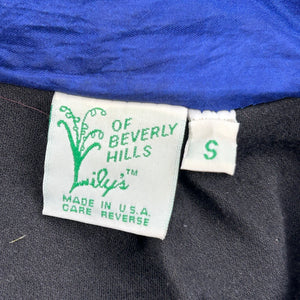 OF
BEVERLY
HILLS
Lily's™
MADE IN U.S.A.
CARE REVERSE
S